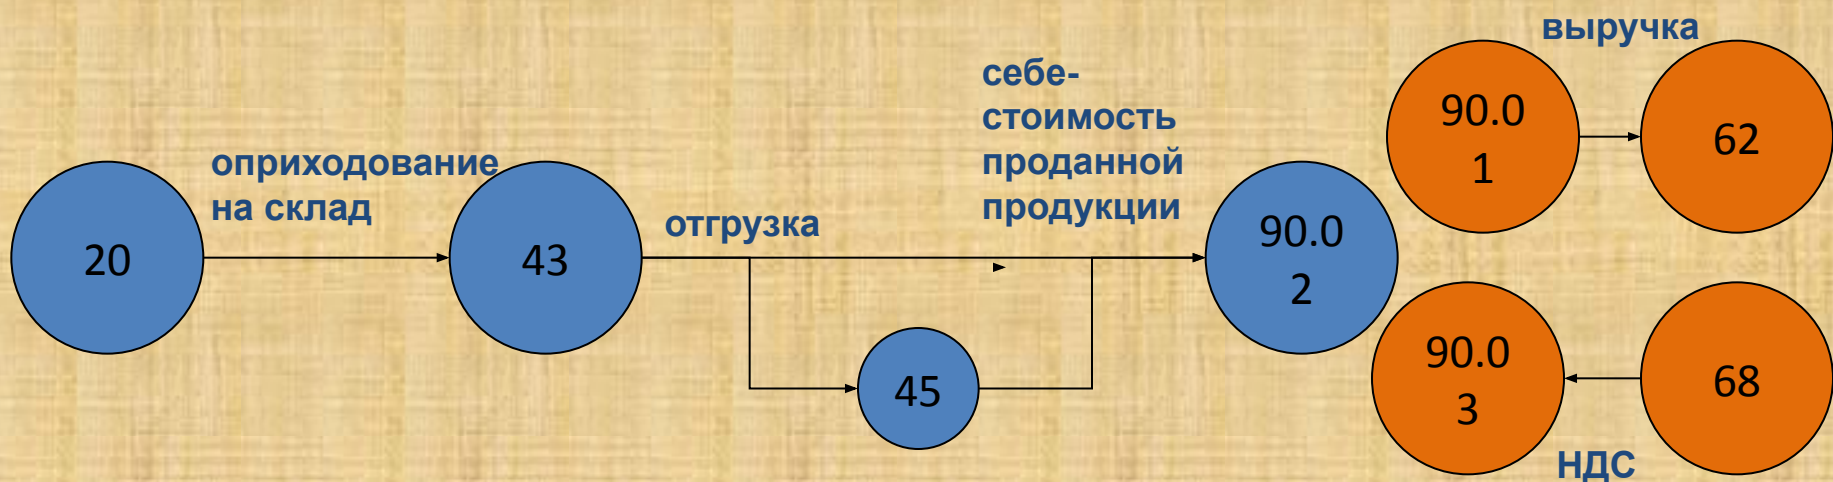 20
оприходование
на склад
43
отгрузка
45
себе-
стоимость
проданной
продукции
90.0
2
выручка
90.0
1
62
90.0
3
68
НДС